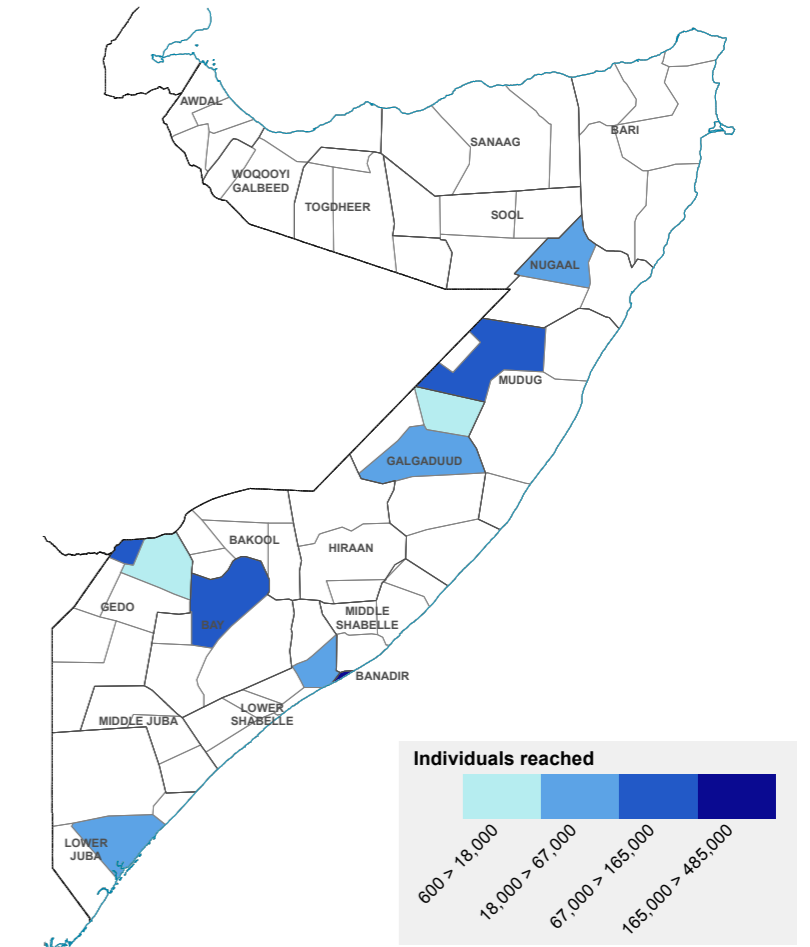 AWDAL
SANAAG
BARI
WOQOOYI
GALBEED
TOGDHEER
SOOL
NUGAAL
MUDUG
GALGADUUD
BAKOOL
HIRAAN
GEDO
MIDDLE
SHABELLE
BAY
BANADIR
LOWER
SHABELLE
MIDDLE JUBA
LOWER
JUBA
Individuals reached
600 > 18,000
18,000 > 67,000
67,000 > 165,000
165,000 > 485,000